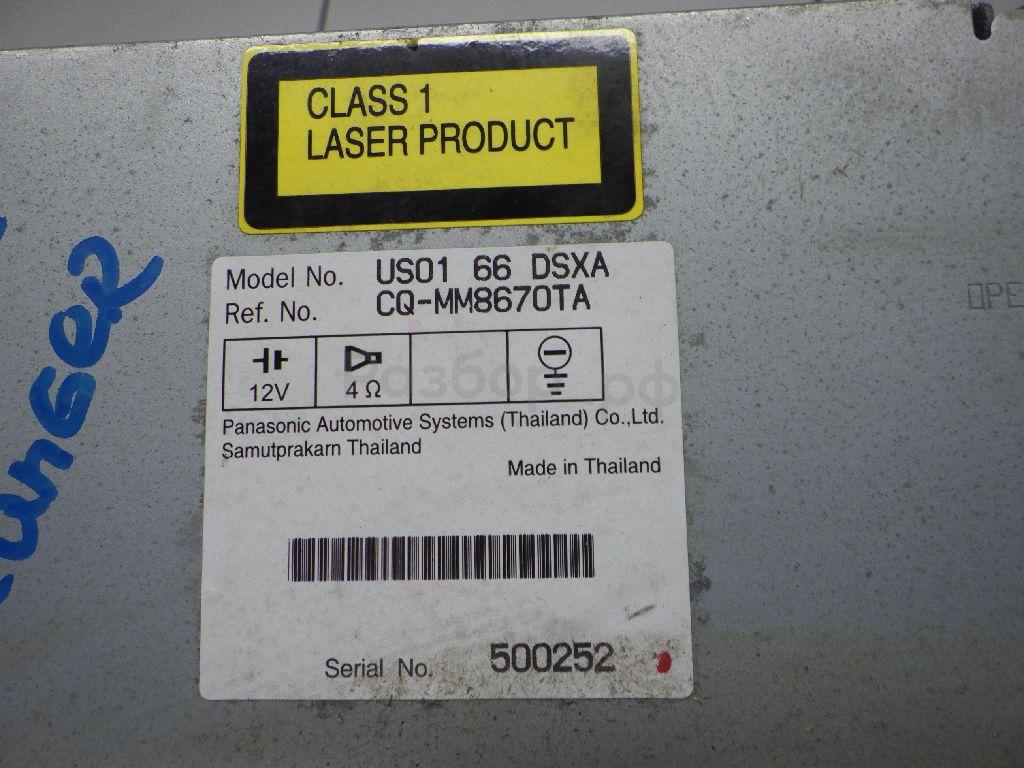 CLASS 1
LASER PRODUCT
Model No. US01 66 DSXA
Ref. No. CQ-MM8670TA
12V 4 Ω
Panasonic Automotive Systems (Thailand) Co.,Ltd.
Samutprakarn Thailand
Made in Thailand
Serial No. 500252